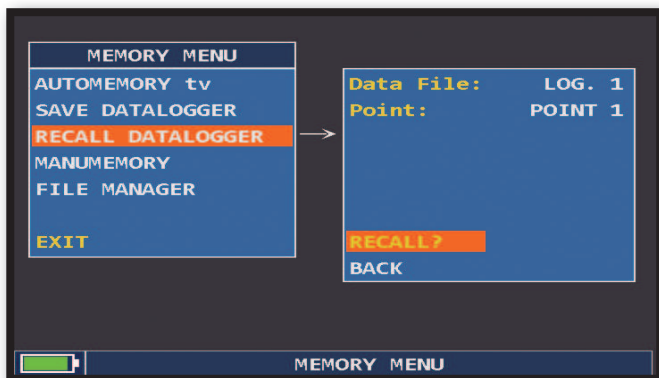 MEMORY MENU
AUTOMEMORY tv
SAVE DATALOGGER
RECALL DATALOGGER
MANUMEMORY
FILE MANAGER
EXIT
Data File: LOG. 1
Point: POINT 1
RECALL?
BACK
MEMORY MENU